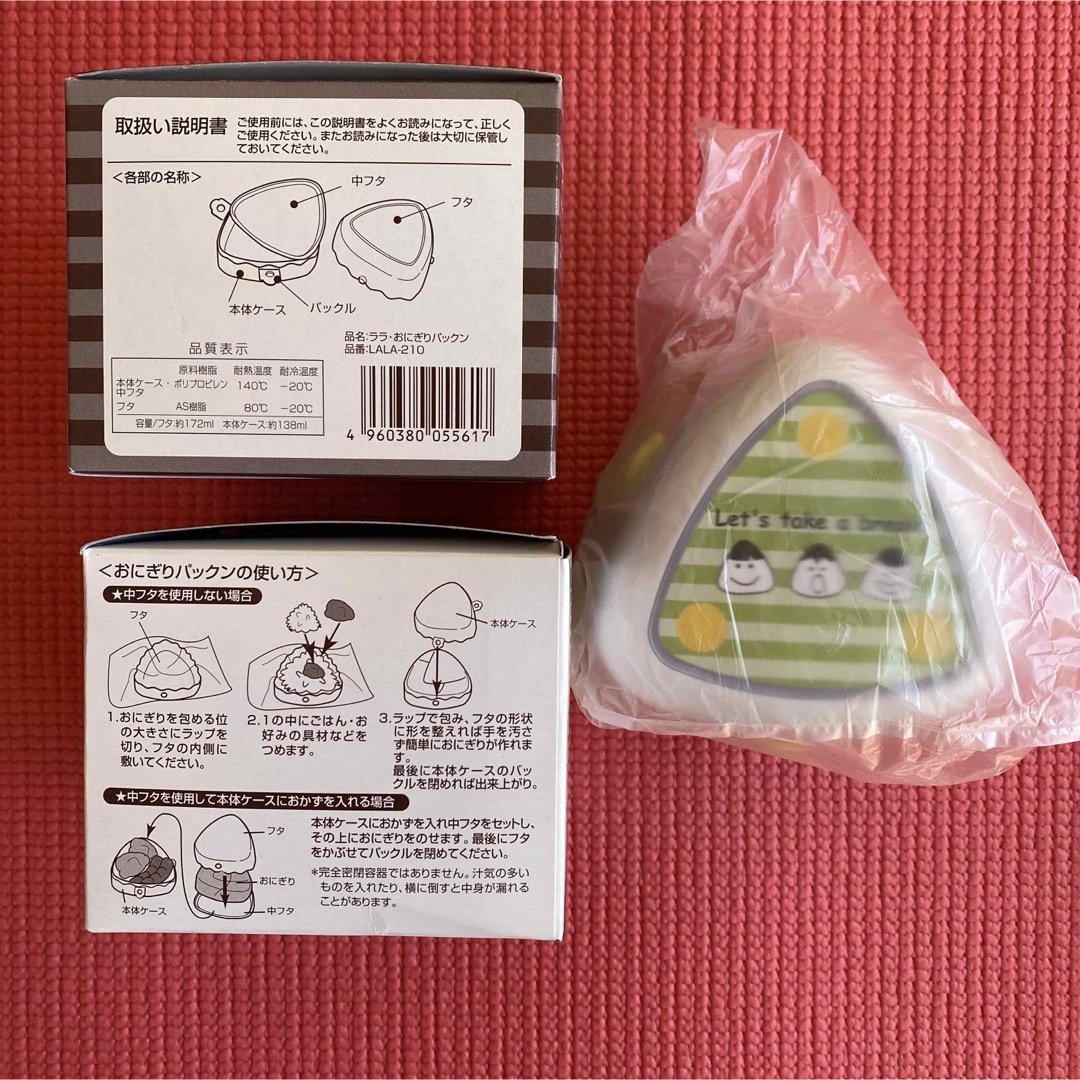 取扱い説明書
ご使用前には、この説明書をよくお読みになって、正しく
ご使用ください。またお読みになった後は大切に保管し
ておいてください。
＜各部の名称＞
中フタ
フタ
本体ケース
バックル
品名:ララ・おにぎりパックン
品番:LALA-210
品質表示
原料樹脂 耐熱温度 耐冷温度
本体ケース・中フタ ポリプロピレン 140℃ −20℃
フタ AS樹脂 80℃ −20℃
容量/フタ:約172ml 本体ケース:約138ml
4 960380 055617
＜おにぎりパックンの使い方＞
★中フタを使用しない場合
フタ
本体ケース
1.おにぎりを包める位
の大きさにラップを
切り、フタの内側に
敷いてください。
2.1の中にごはん・お
好みの具材などを
つめます。
3.ラップで包み、フタの形状
に形を整えれば手を汚さ
ず簡単におにぎりが作れま
す。
最後に本体ケースのバッ
クルを閉めれば出来上がり。
★中フタを使用して本体ケースにおかずを入れる場合
フタ
おにぎり
本体ケース
中フタ
本体ケースにおかずを入れ中フタをセットし、
その上におにぎりをのせます。最後にフタ
をかぶせてバックルを閉めてください。
*完全密閉容器ではありません。汁気の多い
ものを入れたり、横に倒すと中身が漏れる
ことがあります。
Let's take a break